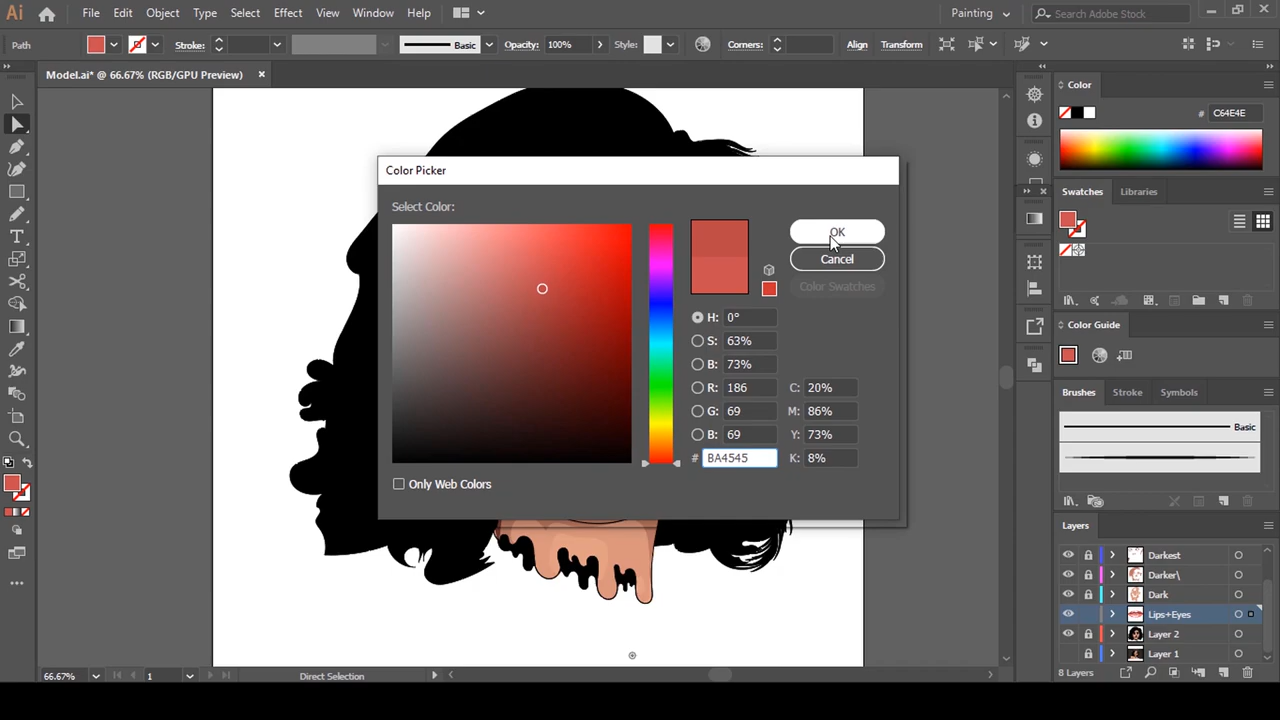 Ai File Edit Object Type Select Effect View Window Help Painting Search Adobe Stock
Path Stroke: Basic Opacity: 100% Style: Corners: Align Transform
Model.ai* @ 66.67% (RGB/GPU Preview)
Color
# C64E4E
Color Picker
Select Color:
OK
Cancel
Color Swatches
H: 0°
S: 63%
B: 73%
R: 186 C: 20%
G: 69 M: 86%
B: 69 Y: 73%
# BA4545 K: 8%
Only Web Colors
Swatches Libraries
Color Guide
Brushes Stroke Symbols
Basic
Layers
Darkest
Darker\
Dark
Lips+Eyes
Layer 2
Layer 1
8 Layers
66.67% 1 Direct Selection